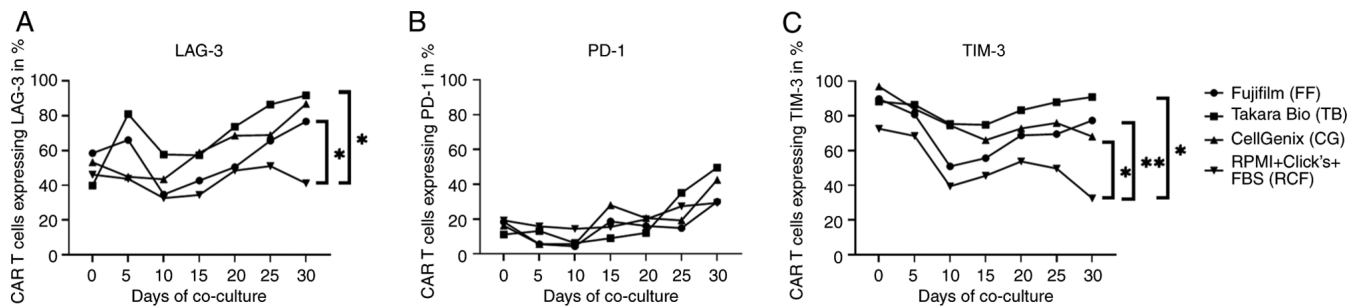 A
LAG-3
CAR T cells expressing LAG-3 in %
100
80
60
40
20
0
0 5 10 15 20 25 30
Days of co-culture
*
*
B
PD-1
CAR T cells expressing PD-1 in %
100
80
60
40
20
0
0 5 10 15 20 25 30
Days of co-culture
C
TIM-3
CAR T cells expressing TIM-3 in %
100
80
60
40
20
0
0 5 10 15 20 25 30
Days of co-culture
*
**
*
Fujifilm (FF)
Takara Bio (TB)
CellGenix (CG)
RPMI+Click's+
FBS (RCF)